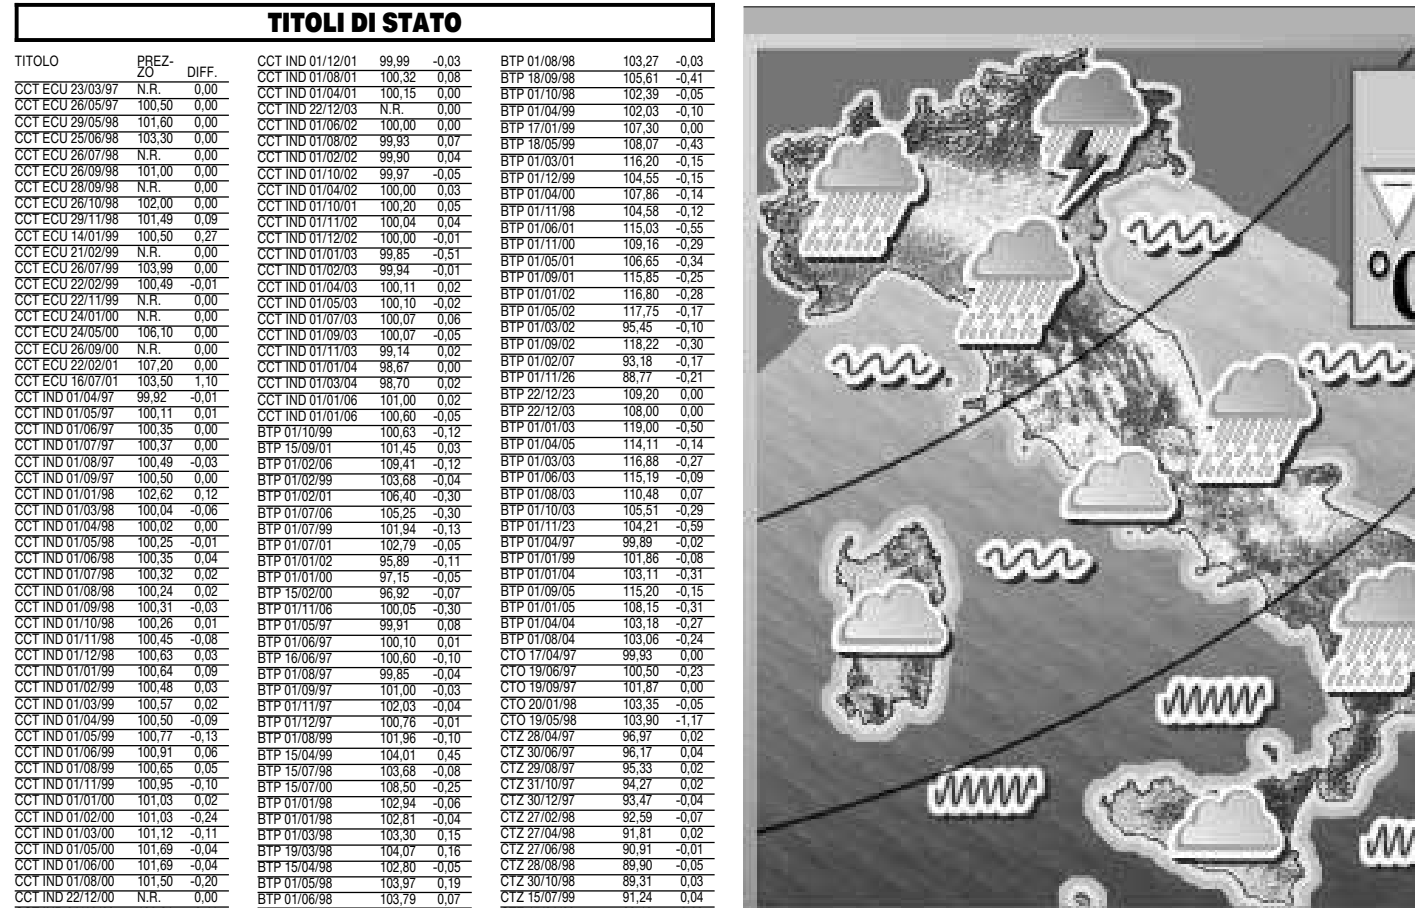 TITOLI DI STATO
TITOLO PREZ-ZO DIFF.
CCT ECU 23/03/97 N.R. 0,00
CCT ECU 26/05/97 100,50 0,00
CCT ECU 29/05/98 101,60 0,00
CCT ECU 25/06/98 103,30 0,00
CCT ECU 26/07/98 N.R. 0,00
CCT ECU 26/09/98 101,00 0,00
CCT ECU 28/09/98 N.R. 0,00
CCT ECU 26/10/98 102,00 0,00
CCT ECU 29/11/98 101,49 0,09
CCT ECU 14/01/99 100,50 0,27
CCT ECU 21/02/99 N.R. 0,00
CCT ECU 26/07/99 103,99 0,00
CCT ECU 22/02/99 100,49 -0,01
CCT ECU 22/11/99 N.R. 0,00
CCT ECU 24/01/00 N.R. 0,00
CCT ECU 24/05/00 106,10 0,00
CCT ECU 26/09/00 N.R. 0,00
CCT ECU 22/02/01 107,20 0,00
CCT ECU 16/07/01 103,50 1,10
CCT IND 01/04/97 99,92 -0,01
CCT IND 01/05/97 100,11 0,01
CCT IND 01/06/97 100,35 0,00
CCT IND 01/07/97 100,37 0,00
CCT IND 01/08/97 100,49 -0,03
CCT IND 01/09/97 100,50 0,00
CCT IND 01/01/98 102,62 0,12
CCT IND 01/03/98 100,04 -0,06
CCT IND 01/04/98 100,02 0,00
CCT IND 01/05/98 100,25 -0,01
CCT IND 01/06/98 100,35 0,04
CCT IND 01/07/98 100,32 0,02
CCT IND 01/08/98 100,24 0,02
CCT IND 01/09/98 100,31 -0,03
CCT IND 01/10/98 100,26 0,01
CCT IND 01/11/98 100,45 -0,08
CCT IND 01/12/98 100,63 0,03
CCT IND 01/01/99 100,64 0,09
CCT IND 01/02/99 100,48 0,03
CCT IND 01/03/99 100,57 0,02
CCT IND 01/04/99 100,50 -0,09
CCT IND 01/05/99 100,77 -0,13
CCT IND 01/06/99 100,91 0,06
CCT IND 01/08/99 100,65 0,05
CCT IND 01/11/99 100,95 -0,10
CCT IND 01/01/00 101,03 0,02
CCT IND 01/02/00 101,03 -0,24
CCT IND 01/03/00 101,12 -0,11
CCT IND 01/05/00 101,69 -0,04
CCT IND 01/06/00 101,69 -0,04
CCT IND 01/08/00 101,50 -0,20
CCT IND 22/12/00 N.R. 0,00
CCT IND 01/12/01 99,99 -0,03
CCT IND 01/08/01 100,32 0,08
CCT IND 01/04/01 100,15 0,00
CCT IND 22/12/03 N.R. 0,00
CCT IND 01/06/02 100,00 0,00
CCT IND 01/08/02 99,93 0,07
CCT IND 01/02/02 99,90 0,04
CCT IND 01/10/02 99,97 -0,05
CCT IND 01/04/02 100,00 0,03
CCT IND 01/10/01 100,20 0,05
CCT IND 01/11/02 100,04 0,04
CCT IND 01/12/02 100,00 -0,01
CCT IND 01/01/03 99,85 -0,51
CCT IND 01/02/03 99,94 -0,01
CCT IND 01/04/03 100,11 0,02
CCT IND 01/05/03 100,10 -0,02
CCT IND 01/07/03 100,07 0,06
CCT IND 01/09/03 100,07 -0,05
CCT IND 01/11/03 99,14 0,02
CCT IND 01/01/04 98,67 0,00
CCT IND 01/03/04 98,70 0,02
CCT IND 01/01/06 101,00 0,02
CCT IND 01/01/06 100,60 -0,05
BTP 01/10/99 100,63 -0,12
BTP 15/09/01 101,45 0,03
BTP 01/02/06 109,41 -0,12
BTP 01/02/99 103,68 -0,04
BTP 01/02/01 106,40 -0,30
BTP 01/07/06 105,25 -0,30
BTP 01/07/99 101,94 -0,13
BTP 01/07/01 102,79 -0,05
BTP 01/01/02 95,89 -0,11
BTP 01/01/00 97,15 -0,05
BTP 15/02/00 96,92 -0,07
BTP 01/11/06 100,05 -0,30
BTP 01/05/97 99,91 0,08
BTP 01/06/97 100,10 0,01
BTP 16/06/97 100,60 -0,10
BTP 01/08/97 99,85 -0,04
BTP 01/09/97 101,00 -0,03
BTP 01/11/97 102,03 -0,04
BTP 01/12/97 100,76 -0,01
BTP 01/08/99 101,96 -0,10
BTP 15/04/99 104,01 0,45
BTP 15/07/98 103,68 -0,08
BTP 15/07/00 108,50 -0,25
BTP 01/01/98 102,94 -0,06
BTP 01/01/98 102,81 -0,04
BTP 01/03/98 103,30 0,15
BTP 19/03/98 104,07 0,16
BTP 15/04/98 102,80 -0,05
BTP 01/05/98 103,97 0,19
BTP 01/06/98 103,79 0,07
BTP 01/08/98 103,27 -0,03
BTP 18/09/98 105,61 -0,41
BTP 01/10/98 102,39 -0,05
BTP 01/04/99 102,03 -0,10
BTP 17/01/99 107,30 0,00
BTP 18/05/99 108,07 -0,43
BTP 01/03/01 116,20 -0,15
BTP 01/12/99 104,55 -0,15
BTP 01/04/00 107,86 -0,14
BTP 01/11/98 104,58 -0,12
BTP 01/06/01 115,03 -0,55
BTP 01/11/00 109,16 -0,29
BTP 01/05/01 106,65 -0,34
BTP 01/09/01 115,85 -0,25
BTP 01/01/02 116,80 -0,28
BTP 01/05/02 117,75 -0,17
BTP 01/03/02 95,45 -0,10
BTP 01/09/02 118,22 -0,30
BTP 01/02/07 93,18 -0,17
BTP 01/11/26 88,77 -0,21
BTP 22/12/23 109,20 0,00
BTP 22/12/03 108,00 0,00
BTP 01/01/03 119,00 -0,50
BTP 01/04/05 114,11 -0,14
BTP 01/03/03 116,88 -0,27
BTP 01/06/03 115,19 -0,09
BTP 01/08/03 110,48 0,07
BTP 01/10/03 105,51 -0,29
BTP 01/11/23 104,21 -0,59
BTP 01/04/97 99,89 -0,02
BTP 01/01/99 101,86 -0,08
BTP 01/01/04 103,11 -0,31
BTP 01/09/05 115,20 -0,15
BTP 01/01/05 108,15 -0,31
BTP 01/04/04 103,18 -0,27
BTP 01/08/04 103,06 -0,24
CTO 17/04/97 99,93 0,00
CTO 19/06/97 100,50 -0,23
CTO 19/09/97 101,87 0,00
CTO 20/01/98 103,35 -0,05
CTO 19/05/98 103,90 -1,17
CTZ 28/04/97 96,97 0,02
CTZ 30/06/97 96,17 0,04
CTZ 29/08/97 95,33 0,02
CTZ 31/10/97 94,27 0,02
CTZ 30/12/97 93,47 -0,04
CTZ 27/02/98 92,59 -0,07
CTZ 27/04/98 91,81 0,02
CTZ 27/06/98 90,91 -0,01
CTZ 28/08/98 89,90 -0,05
CTZ 30/10/98 89,31 0,03
CTZ 15/07/99 91,24 0,04